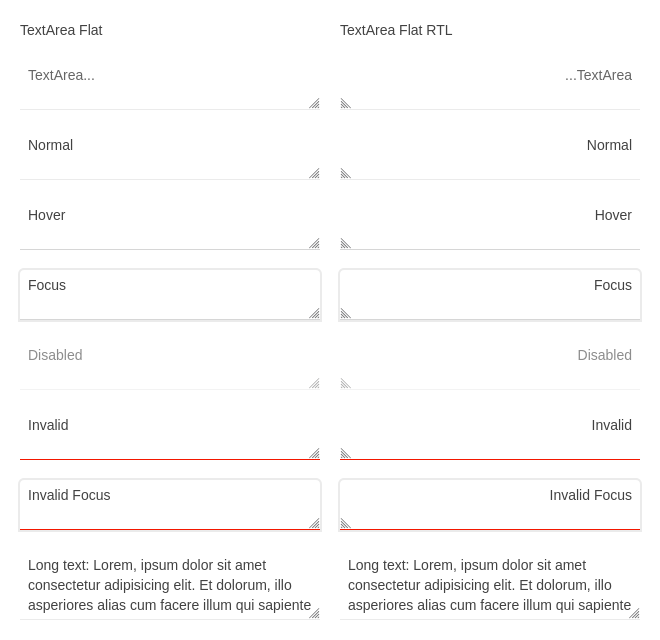 TextArea Flat
TextArea Flat RTL
TextArea...
...TextArea
Normal
Normal
Hover
Hover
Focus
Focus
Disabled
Disabled
Invalid
Invalid
Invalid Focus
Invalid Focus
Long text: Lorem, ipsum dolor sit amet
consectetur adipisicing elit. Et dolorum, illo
asperiores alias cum facere illum qui sapiente
Long text: Lorem, ipsum dolor sit amet
consectetur adipisicing elit. Et dolorum, illo
asperiores alias cum facere illum qui sapiente